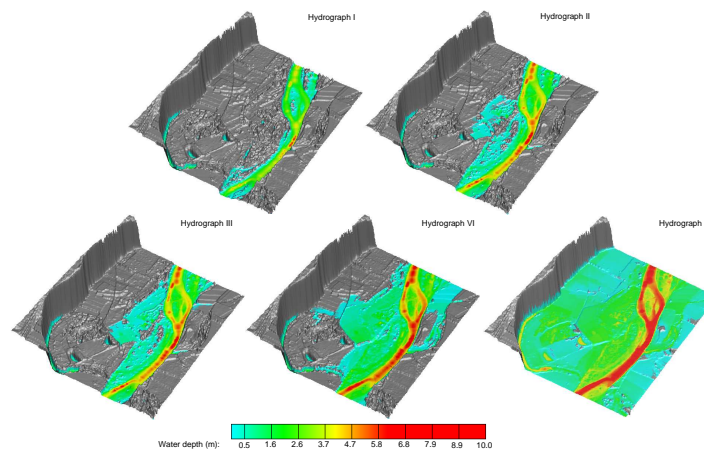 Hydrograph I
Hydrograph II
Hydrograph III
Hydrograph VI
Hydrograph
Water depth (m):
0.5 1.6 2.6 3.7 4.7 5.8 6.8 7.9 8.9 10.0